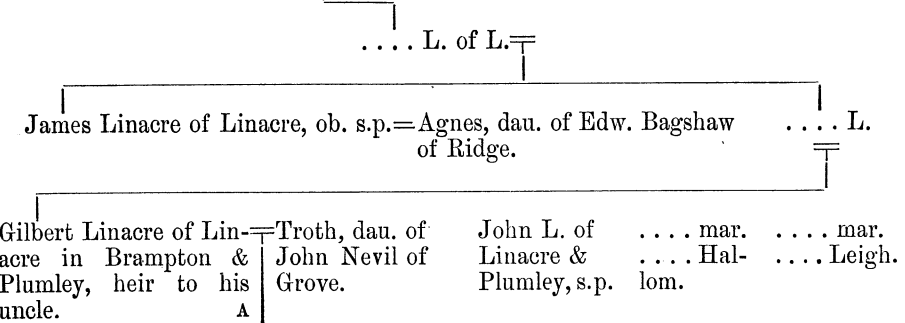 . . . . L. of L.=
James Linacre of Linacre, ob. s.p.=Agnes, dau. of Edw. Bagshaw
of Ridge.
. . . . L.
=
Gilbert Linacre of Lin-
acre in Brampton &
Plumley, heir to his
uncle. A
=Troth, dau. of
John Nevil of
Grove.
John L. of
Linacre &
Plumley, s.p.
. . . . mar.
. . . . Hal-
lom.
. . . . mar.
. . . . Leigh.